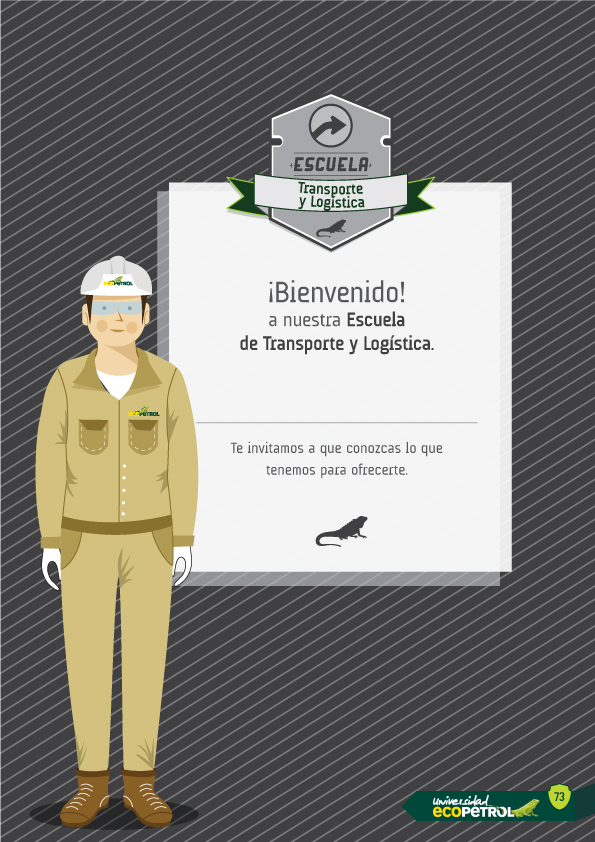 ESCUELA
Transporte
y Logística
¡Bienvenido!
a nuestra Escuela
de Transporte y Logística.
Te invitamos a que conozcas lo que
tenemos para ofrecerte.
ECOPETROL
ECOPETROL
Universidad
ECOPETROL
73